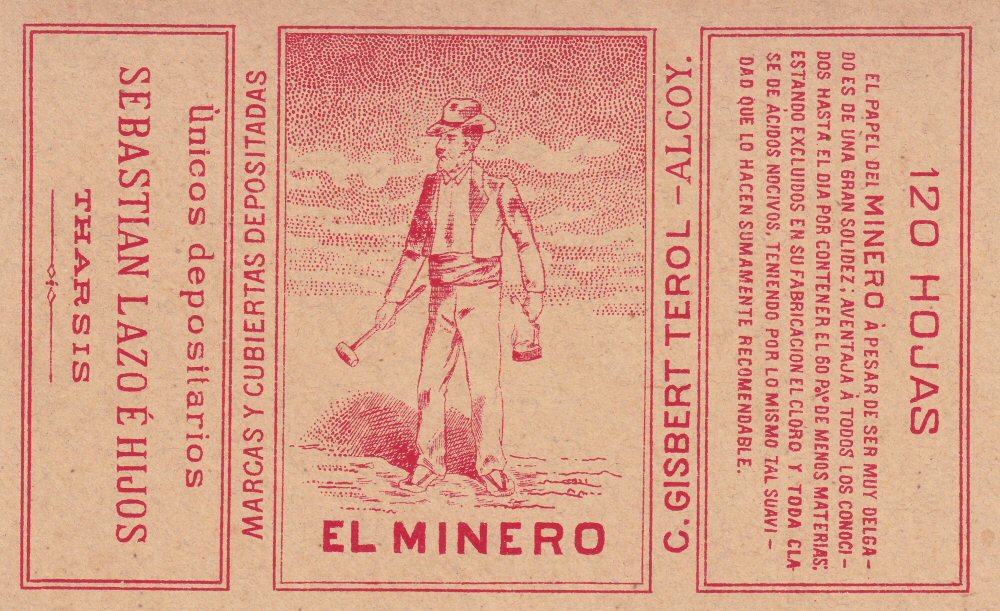 Únicos depositarios
SEBASTIAN LAZO É HIJOS
THARSIS
MARCAS Y CUBIERTAS DEPOSITADAS
EL MINERO
C. GISBERT TEROL - ALCOY.
120 HOJAS
EL PAPEL DEL MINERO À PESAR DE SER MUY DELGA-
DO ES DE UNA GRAN SOLIDEZ; AVENTAJA À TODOS LOS CONOCI-
DOS HASTA EL DIA POR CONTENER EL 60 P%º DE MENOS MATERIAS;
ESTANDO EXCLUIDOS EN SU FABRICACION EL CLORO Y TODA CLA
SE DE ÁCIDOS NOCIVOS, TENIENDO POR LO MISMO TAL SUAVI-
DAD QUE LO HACEN SUMAMENTE RECOMENDABLE.